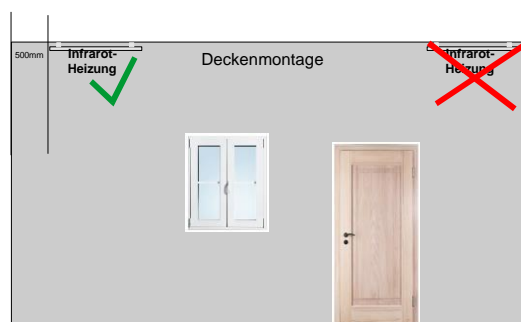 500mm
Infrarot-
Heizung
Deckenmontage
Infrarot-
Heizung